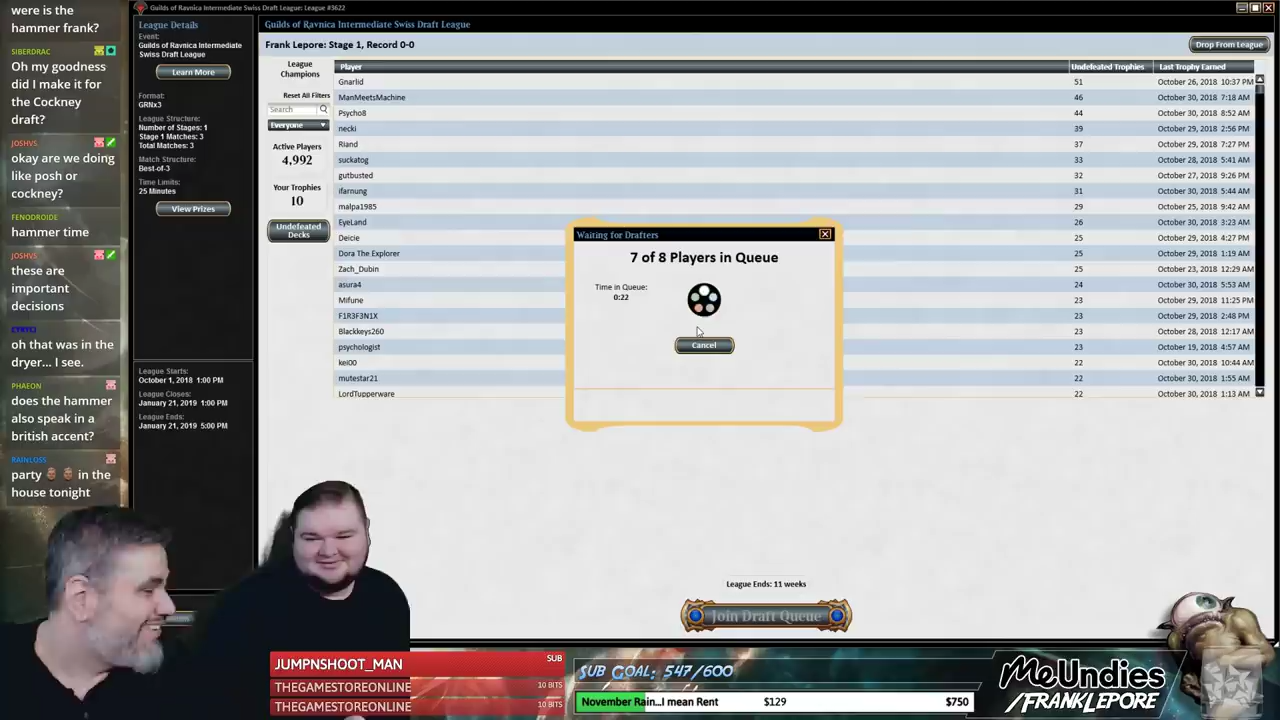 were is the
hammer frank?
SIBERDRAC
Oh my goodness
did I make it for
the Cockney
draft?
JOSHVS
okay are we doing
like posh or
cockney?
FENODROIDE
hammer time
JOSHVS
these are
important
decisions
oh that was in the
dryer... I see.
PHAEON
does the hammer
also speak in a
british accent?
RAINLOSS
party in the
house tonight
Guilds of Ravnica Intermediate Swiss Draft League: League #3622
League Details
Event:
Guilds of Ravnica Intermediate
Swiss Draft League
Learn More
Format:
GRNx3
League Structure:
Number of Stages: 1
Stage 1 Matches: 3
Total Matches: 3
Match Structure:
Best-of-3
Time Limits:
25 Minutes
View Prizes
League Starts:
October 1, 2018 1:00 PM
League Closes:
January 21, 2019 1:00 PM
League Ends:
January 21, 2019 5:00 PM
Guilds of Ravnica Intermediate Swiss Draft League
Frank Lepore: Stage 1, Record 0-0
Drop From League
League
Champions
Reset All Filters
Search
Everyone
Active Players
4,992
Your Trophies
10
Undefeated
Decks
Player Undefeated Trophies Last Trophy Earned
Gnarlid 51 October 26, 2018 10:37 PM
ManMeetsMachine 46 October 30, 2018 7:18 AM
Psycho8 44 October 30, 2018 8:52 AM
necki 39 October 29, 2018 2:56 PM
Riand 37 October 29, 2018 7:27 PM
suckatog 33 October 28, 2018 5:41 AM
gutbusted 32 October 27, 2018 9:26 PM
ifarnung 31 October 30, 2018 5:44 AM
malpa1985 29 October 25, 2018 9:42 AM
EyeLand 26 October 30, 2018 3:23 AM
Deicie 25 October 29, 2018 4:27 PM
Dora The Explorer 25 October 29, 2018 1:19 AM
Zach_Dubin 25 October 23, 2018 12:29 AM
asura4 24 October 30, 2018 5:53 AM
Mifune 23 October 29, 2018 11:25 PM
F1R3F3N1X 23 October 29, 2018 2:48 PM
Blackkeys260 23 October 28, 2018 12:17 AM
psychologist 23 October 19, 2018 4:57 AM
kei00 22 October 30, 2018 10:44 AM
mutestar21 22 October 30, 2018 1:55 AM
LordTupperware 22 October 30, 2018 1:13 AM
Waiting for Drafters
7 of 8 Players in Queue
Time in Queue:
0:22
Cancel
League Ends: 11 weeks
Join Draft Queue
JUMPNSHOOT_MAN SUB
THEGAMESTOREONLINE 10 BITS
THEGAMESTOREONLINE 10 BITS
SUB GOAL: 547/600
November Rain...I mean Rent $129 $750
MeUndies
/FRANKLEPORE